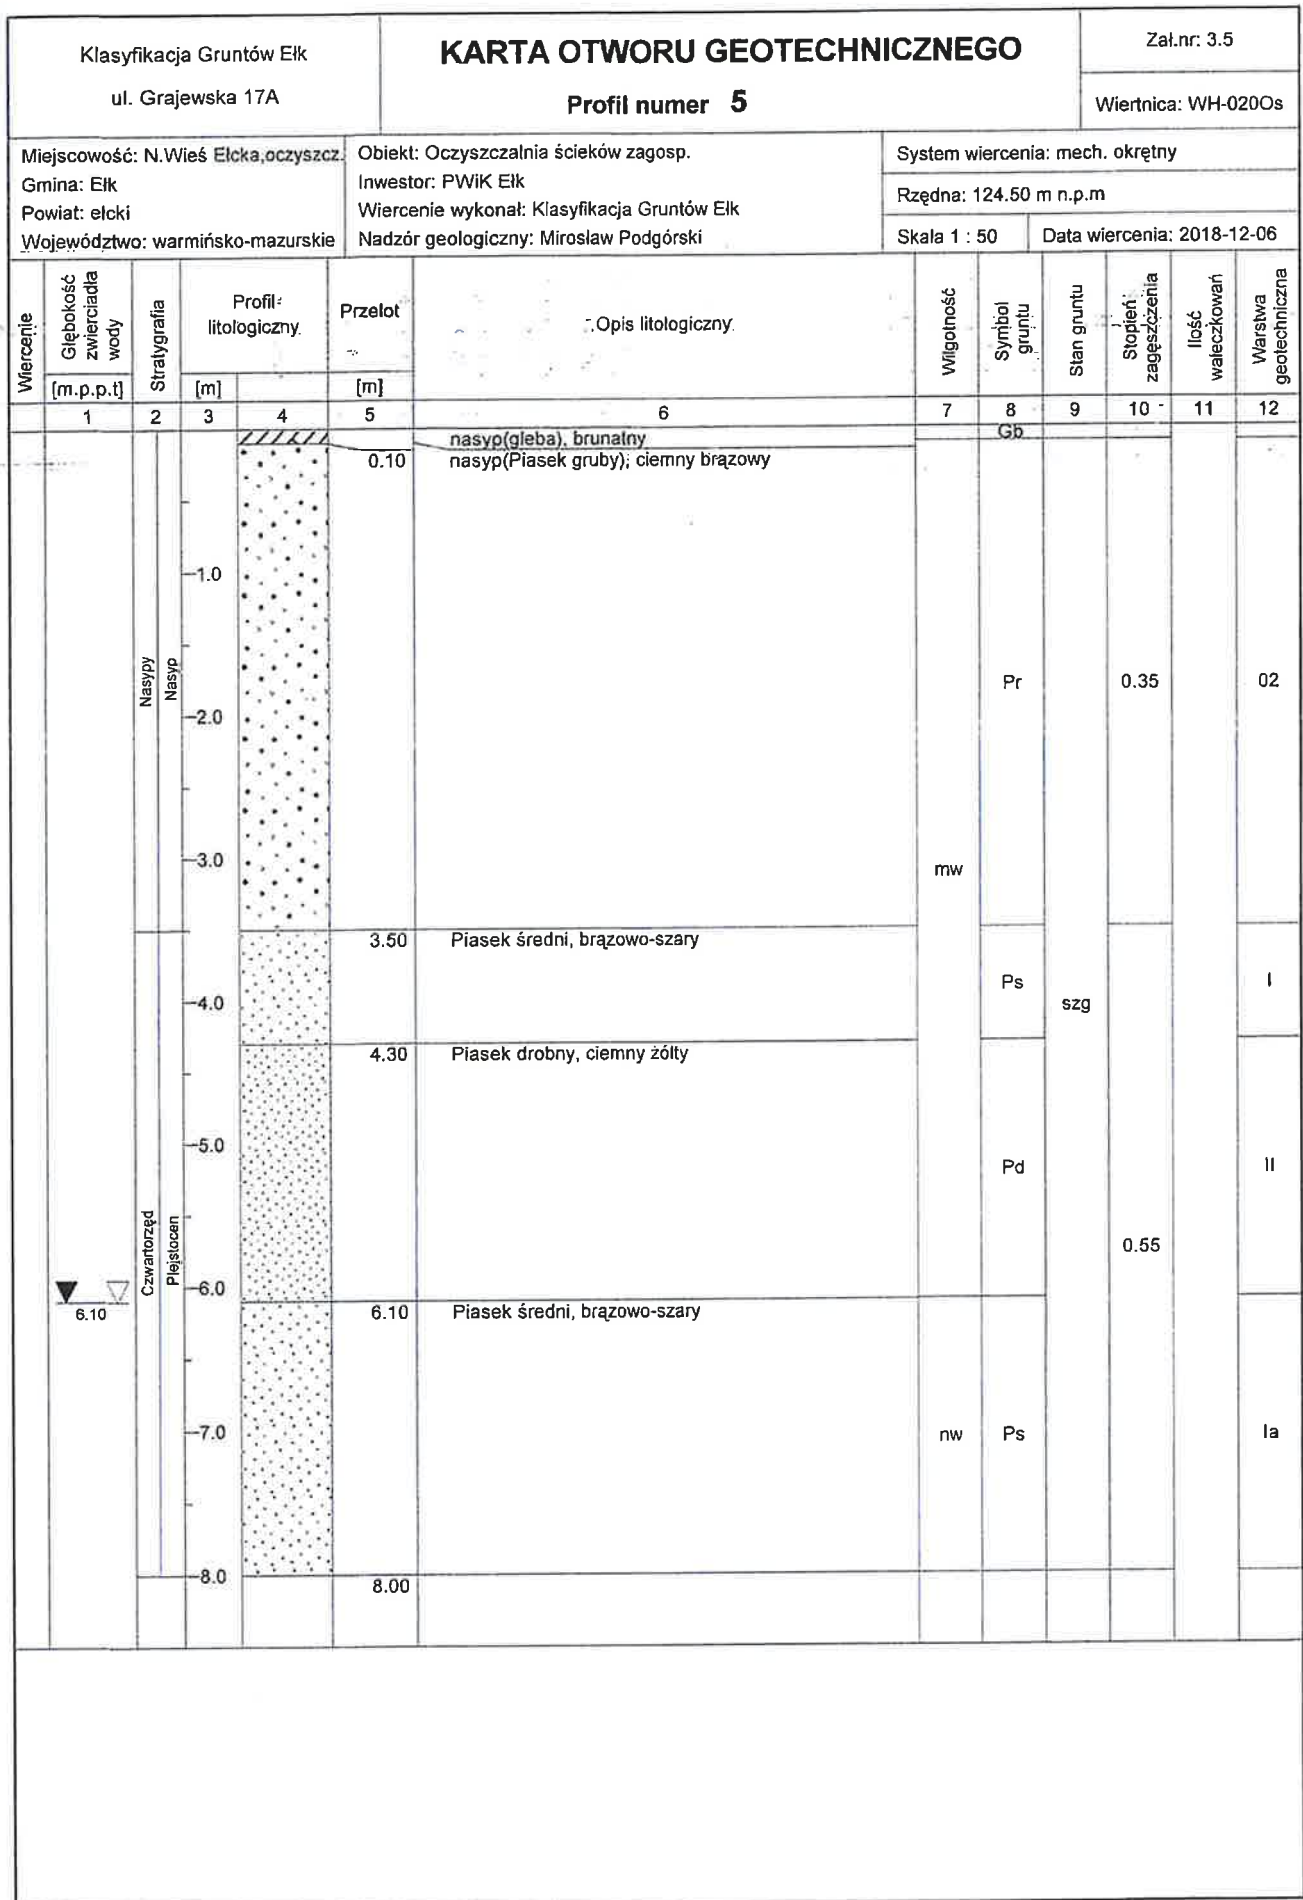 Klasyfikacja Gruntów Ełk
ul. Grajewska 17A
KARTA OTWORU GEOTECHNICZNEGO
Profil numer 5
Zał.nr: 3.5
Wiertnica: WH-020Os
Miejscowość: N.Wieś Ełcka,oczyszcz.
Gmina: Ełk
Powiat: ełcki
Województwo: warmińsko-mazurskie
Obiekt: Oczyszczalnia ścieków zagosp.
Inwestor: PWiK Ełk
Wiercenie wykonał: Klasyfikacja Gruntów Ełk
Nadzór geologiczny: Mirosław Podgórski
System wiercenia: mech. okrętny
Rzędna: 124.50 m n.p.m
Skala 1 : 50
Data wiercenia: 2018-12-06
Wiercenie
Głębokość
zwierciadła
wody
[m.p.p.t]
Stratygrafia
Profil
litologiczny
[m]
Przelot
[m]
Opis litologiczny
Wilgotność
Symbol
gruntu
Stan gruntu
Stopień
zagęszczenia
Ilość
wałeczkowań
Warstwa
geotechniczna
1 2 3 4 5 6 7 8 9 10 11 12
nasyp(gleba), brunatny
Gb
0.10 nasyp(Piasek gruby); ciemny brązowy
-1.0
Nasypy
Nasyp
Pr 0.35 02
-2.0
-3.0
mw
3.50 Piasek średni, brązowo-szary
Ps I
-4.0
szg
4.30 Piasek drobny, ciemny żółty
-5.0
Pd II
Czwartorzęd
Plejstocen
0.55
-6.0
6.10
6.10 Piasek średni, brązowo-szary
-7.0
nw Ps Ia
-8.0
8.00